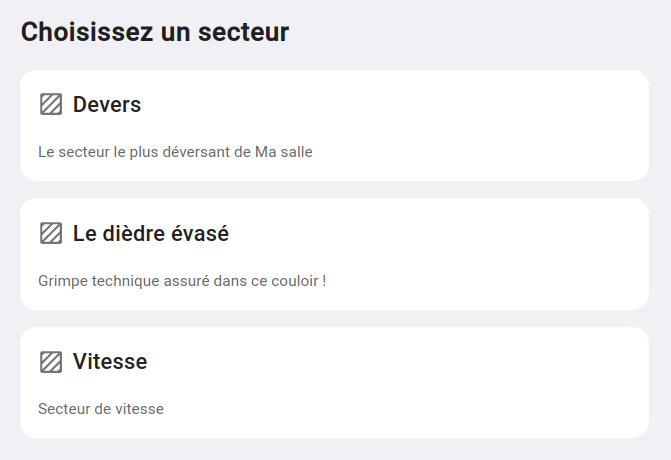 Choisissez un secteur
Devers
Le secteur le plus déversant de Ma salle
Le dièdre évasé
Grimpe technique assuré dans ce couloir !
Vitesse
Secteur de vitesse